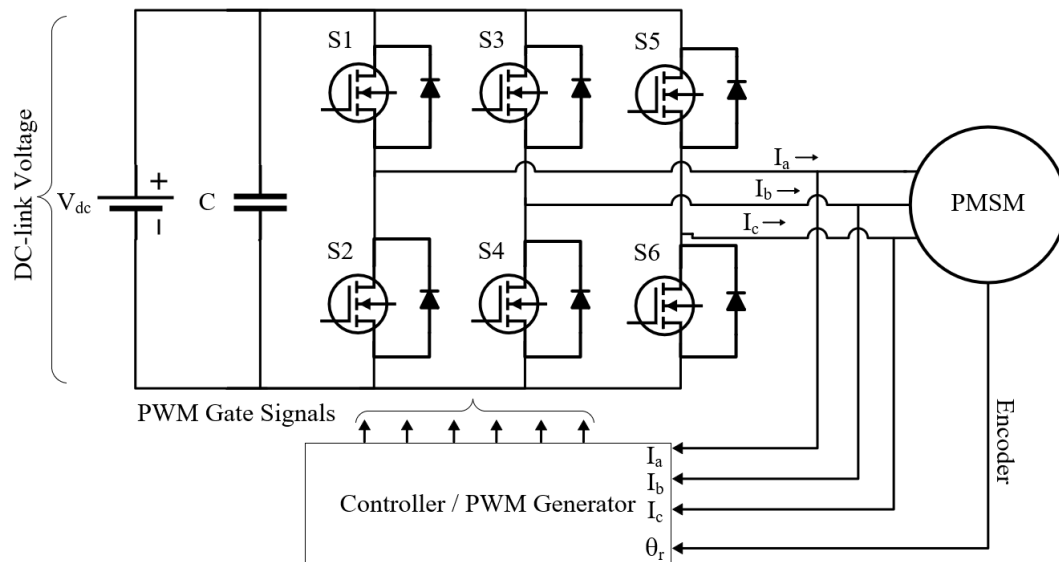 S1
S3
S5
DC-link Voltage
V_dc
+
−
C
I_a →
I_b →
I_c →
PMSM
S2
S4
S6
PWM Gate Signals
Encoder
Controller / PWM Generator
I_a
I_b
I_c
θ_r